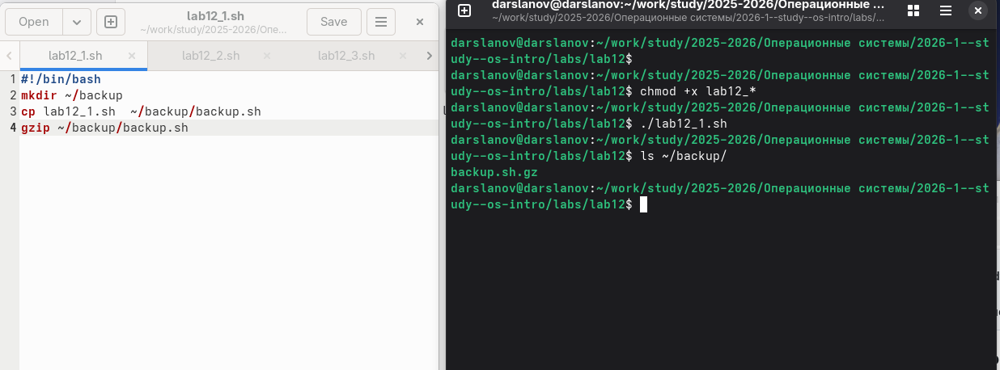 Open
lab12_1.sh
~/work/study/2025-2026/Опе...
Save
lab12_1.sh
lab12_2.sh
lab12_3.sh
1 #!/bin/bash
2 mkdir ~/backup
3 cp lab12_1.sh  ~/backup/backup.sh
4 gzip ~/backup/backup.sh
darslanov@darslanov:~/work/study/2025-2026/Операционные ...
~/work/study/2025-2026/Операционные системы/2026-1--study--os-intro/labs/...
darslanov@darslanov:~/work/study/2025-2026/Операционные системы/2026-1--st
udy--os-intro/labs/lab12$
darslanov@darslanov:~/work/study/2025-2026/Операционные системы/2026-1--st
udy--os-intro/labs/lab12$ chmod +x lab12_*
darslanov@darslanov:~/work/study/2025-2026/Операционные системы/2026-1--st
udy--os-intro/labs/lab12$ ./lab12_1.sh
darslanov@darslanov:~/work/study/2025-2026/Операционные системы/2026-1--st
udy--os-intro/labs/lab12$ ls ~/backup/
backup.sh.gz
darslanov@darslanov:~/work/study/2025-2026/Операционные системы/2026-1--st
udy--os-intro/labs/lab12$